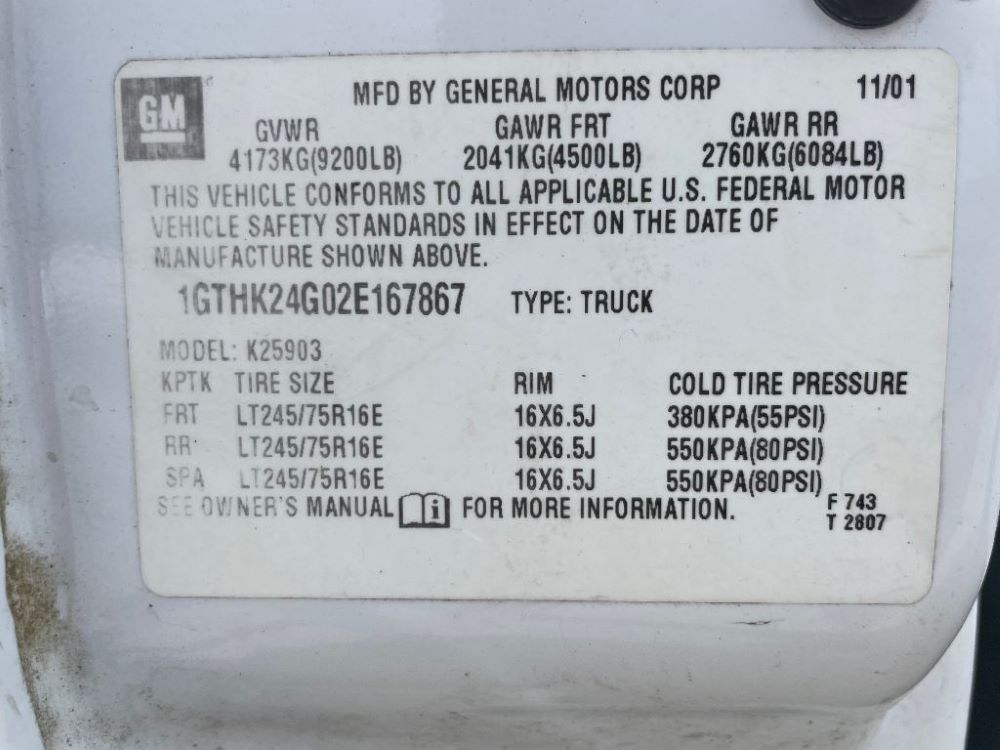 GM
MFD BY GENERAL MOTORS CORP 11/01
GVWR GAWR FRT GAWR RR
4173KG(9200LB) 2041KG(4500LB) 2760KG(6084LB)
THIS VEHICLE CONFORMS TO ALL APPLICABLE U.S. FEDERAL MOTOR
VEHICLE SAFETY STANDARDS IN EFFECT ON THE DATE OF
MANUFACTURE SHOWN ABOVE.
1GTHK24G02E167867 TYPE: TRUCK
MODEL: K25903
KPTK TIRE SIZE RIM COLD TIRE PRESSURE
FRT LT245/75R16E 16X6.5J 380KPA(55PSI)
RR LT245/75R16E 16X6.5J 550KPA(80PSI)
SPA LT245/75R16E 16X6.5J 550KPA(80PSI)
SEE OWNER'S MANUAL i FOR MORE INFORMATION. F 743
T 2807